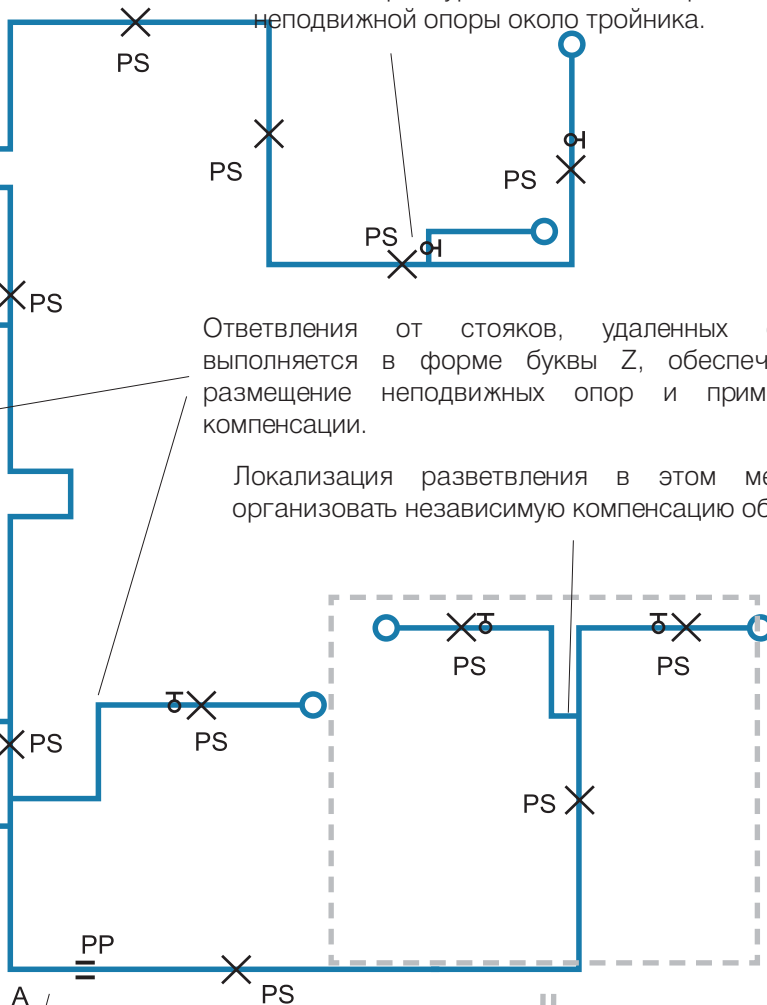 неподвижной опоры около тройника.
PS
PS
PS
PS
PS
Ответвления от стояков, удаленных
выполняется в форме буквы Z, обеспеч
размещение неподвижных опор и прим
компенсации.
Локализация разветвления в этом ме
организовать независимую компенсацию об
PS
PS
PS
PS
PS
PP
PS
A